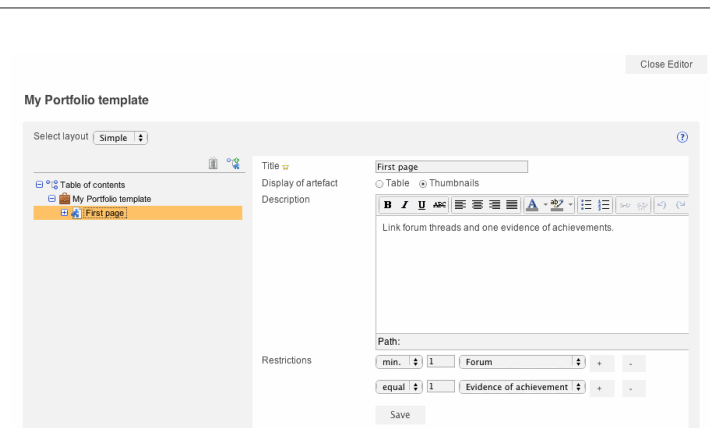 Close Editor
My Portfolio template
Select layout Simple
Title First page
Table of contents
My Portfolio template
First page
Display of artefact Table Thumbnails
Description
B I U ABC A ab
Link forum threads and one evidence of achievements.
Path:
Restrictions min. 1 Forum + -
equal 1 Evidence of achievement + -
Save